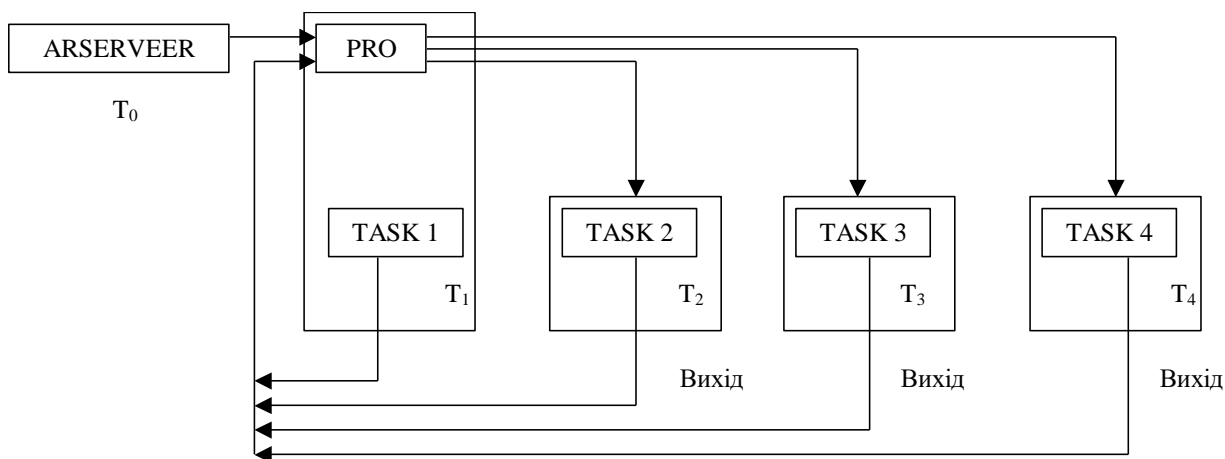 ARSERVEER
PRO
T₀
TASK 1
TASK 2
TASK 3
TASK 4
T₁
T₂
T₃
T₄
Вихід
Вихід
Вихід